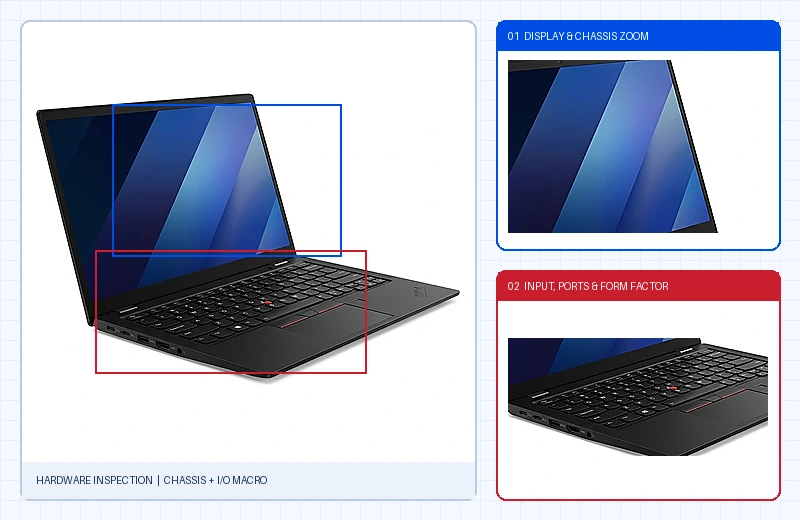 01 DISPLAY & CHASSIS ZOOM
02 INPUT, PORTS & FORM FACTOR
HARDWARE INSPECTION | CHASSIS + I/O MACRO